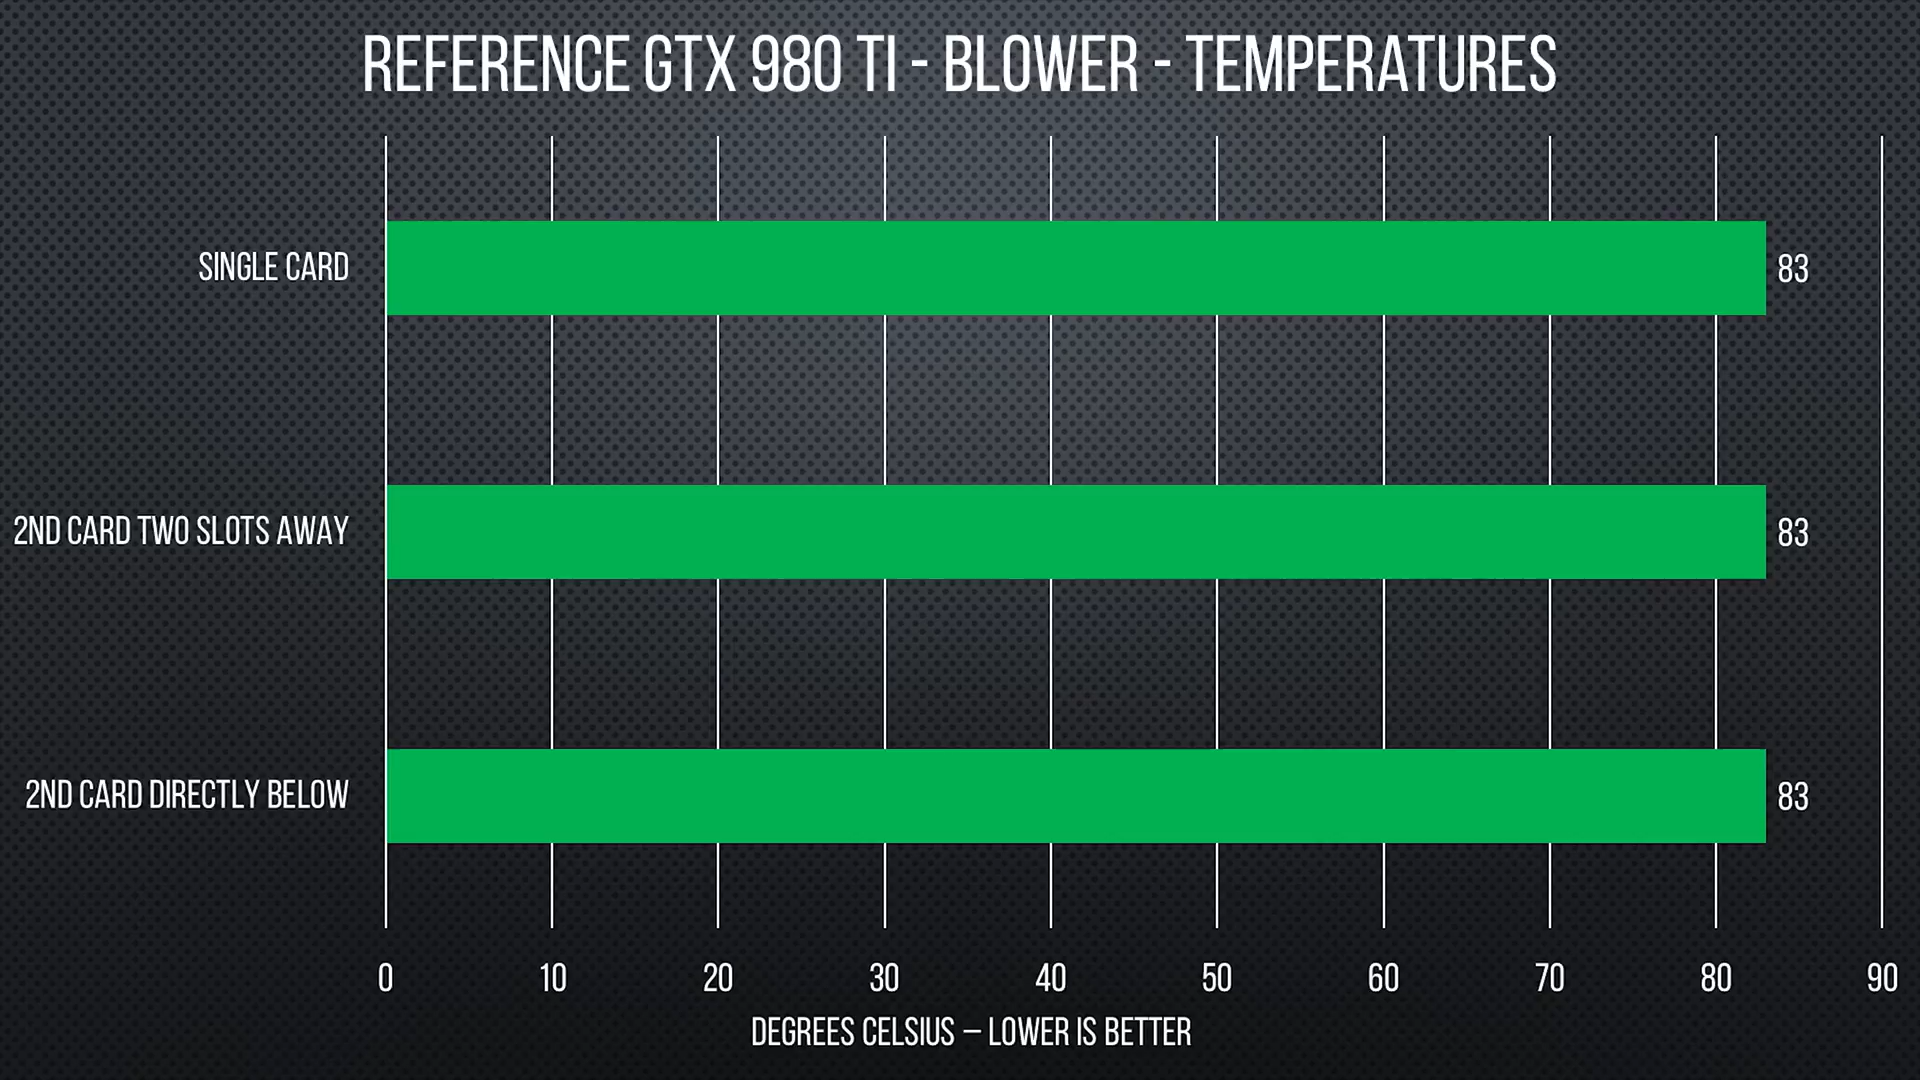 REFERENCE GTX 980 TI - BLOWER - TEMPERATURES
SINGLE CARD
83
2ND CARD TWO SLOTS AWAY
83
2ND CARD DIRECTLY BELOW
83
0 10 20 30 40 50 60 70 80 90
DEGREES CELSIUS – LOWER IS BETTER